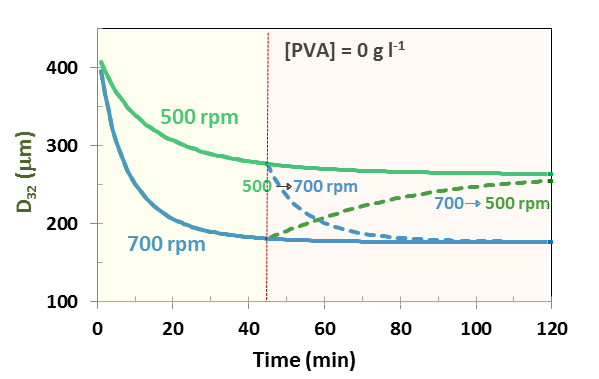 [PVA] = 0 g l⁻¹
400
500 rpm
300
500 → 700 rpm
700 → 500 rpm
200
700 rpm
100
0 20 40 60 80 100 120
Time (min)
D₃₂ (μm)